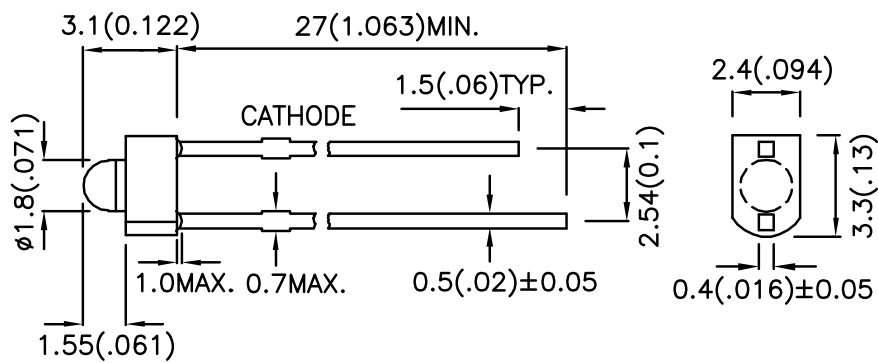 3.1(0.122)
27(1.063)MIN.
1.5(.06)TYP.
2.4(.094)
CATHODE
ø1.8(.071)
2.54(0.1)
3.3(.13)
1.0MAX.
0.7MAX.
0.5(.02)±0.05
0.4(.016)±0.05
1.55(.061)